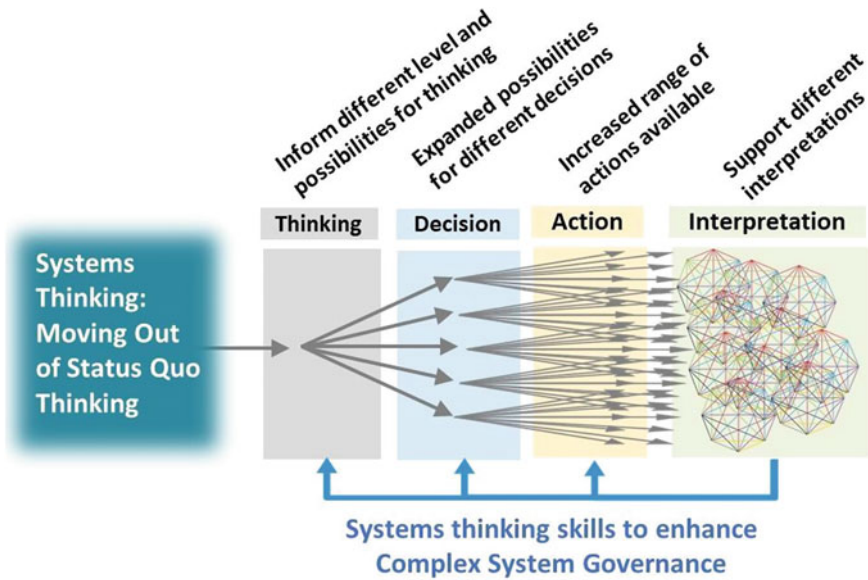 Inform different level and
possibilities for thinking
Expanded possibilities
for different decisions
Increased range of
actions available
Support different
interpretations
Thinking
Decision
Action
Interpretation
Systems
Thinking:
Moving Out
of Status Quo
Thinking
Systems thinking skills to enhance
Complex System Governance